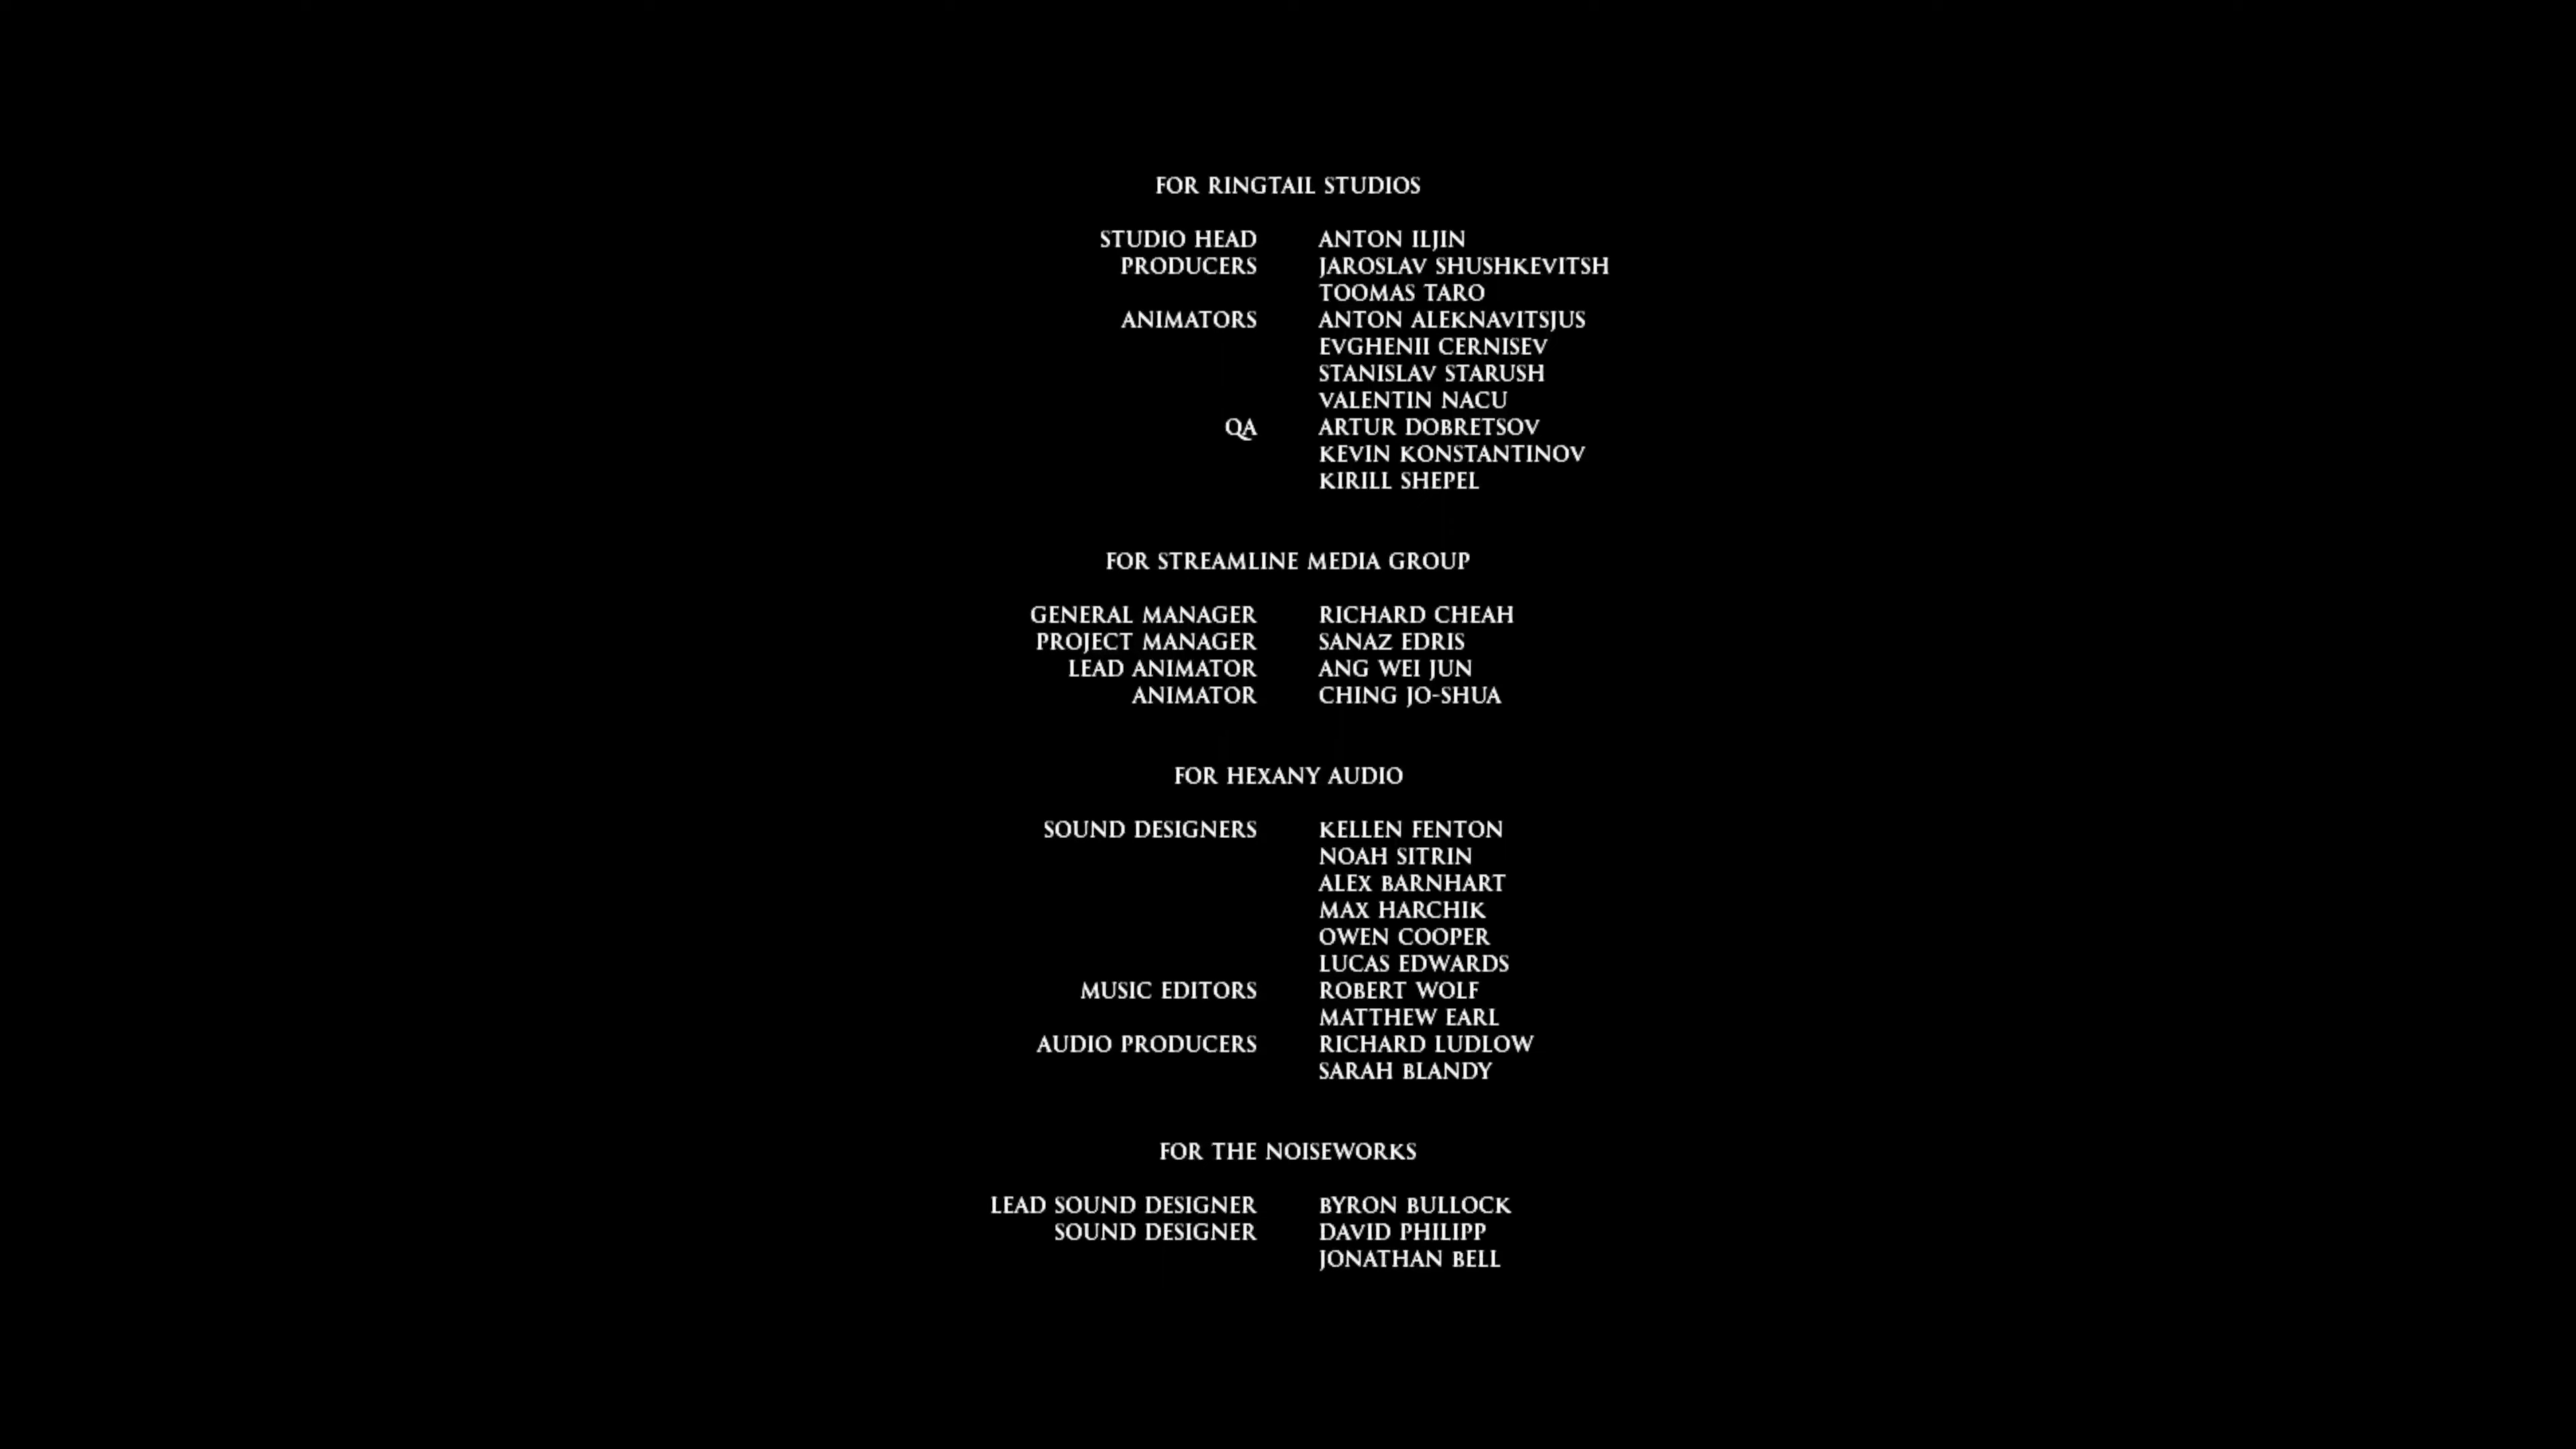 FOR RINGTAIL STUDIOS
STUDIO HEAD ANTON ILJIN
PRODUCERS JAROSLAV SHUSHKEVITSH
TOOMAS TARO
ANIMATORS ANTON ALEKNAVITSJUS
EVGHENII CERNISEV
STANISLAV STARUSH
VALENTIN NACU
QA ARTUR DOBRETSOV
KEVIN KONSTANTINOV
KIRILL SHEPEL
FOR STREAMLINE MEDIA GROUP
GENERAL MANAGER RICHARD CHEAH
PROJECT MANAGER SANAZ EDRIS
LEAD ANIMATOR ANG WEI JUN
ANIMATOR CHING JO-SHUA
FOR HEXANY AUDIO
SOUND DESIGNERS KELLEN FENTON
NOAH SITRIN
ALEX BARNHART
MAX HARCHIK
OWEN COOPER
LUCAS EDWARDS
MUSIC EDITORS ROBERT WOLF
MATTHEW EARL
AUDIO PRODUCERS RICHARD LUDLOW
SARAH BLANDY
FOR THE NOISEWORKS
LEAD SOUND DESIGNER BYRON BULLOCK
SOUND DESIGNER DAVID PHILIPP
JONATHAN BELL